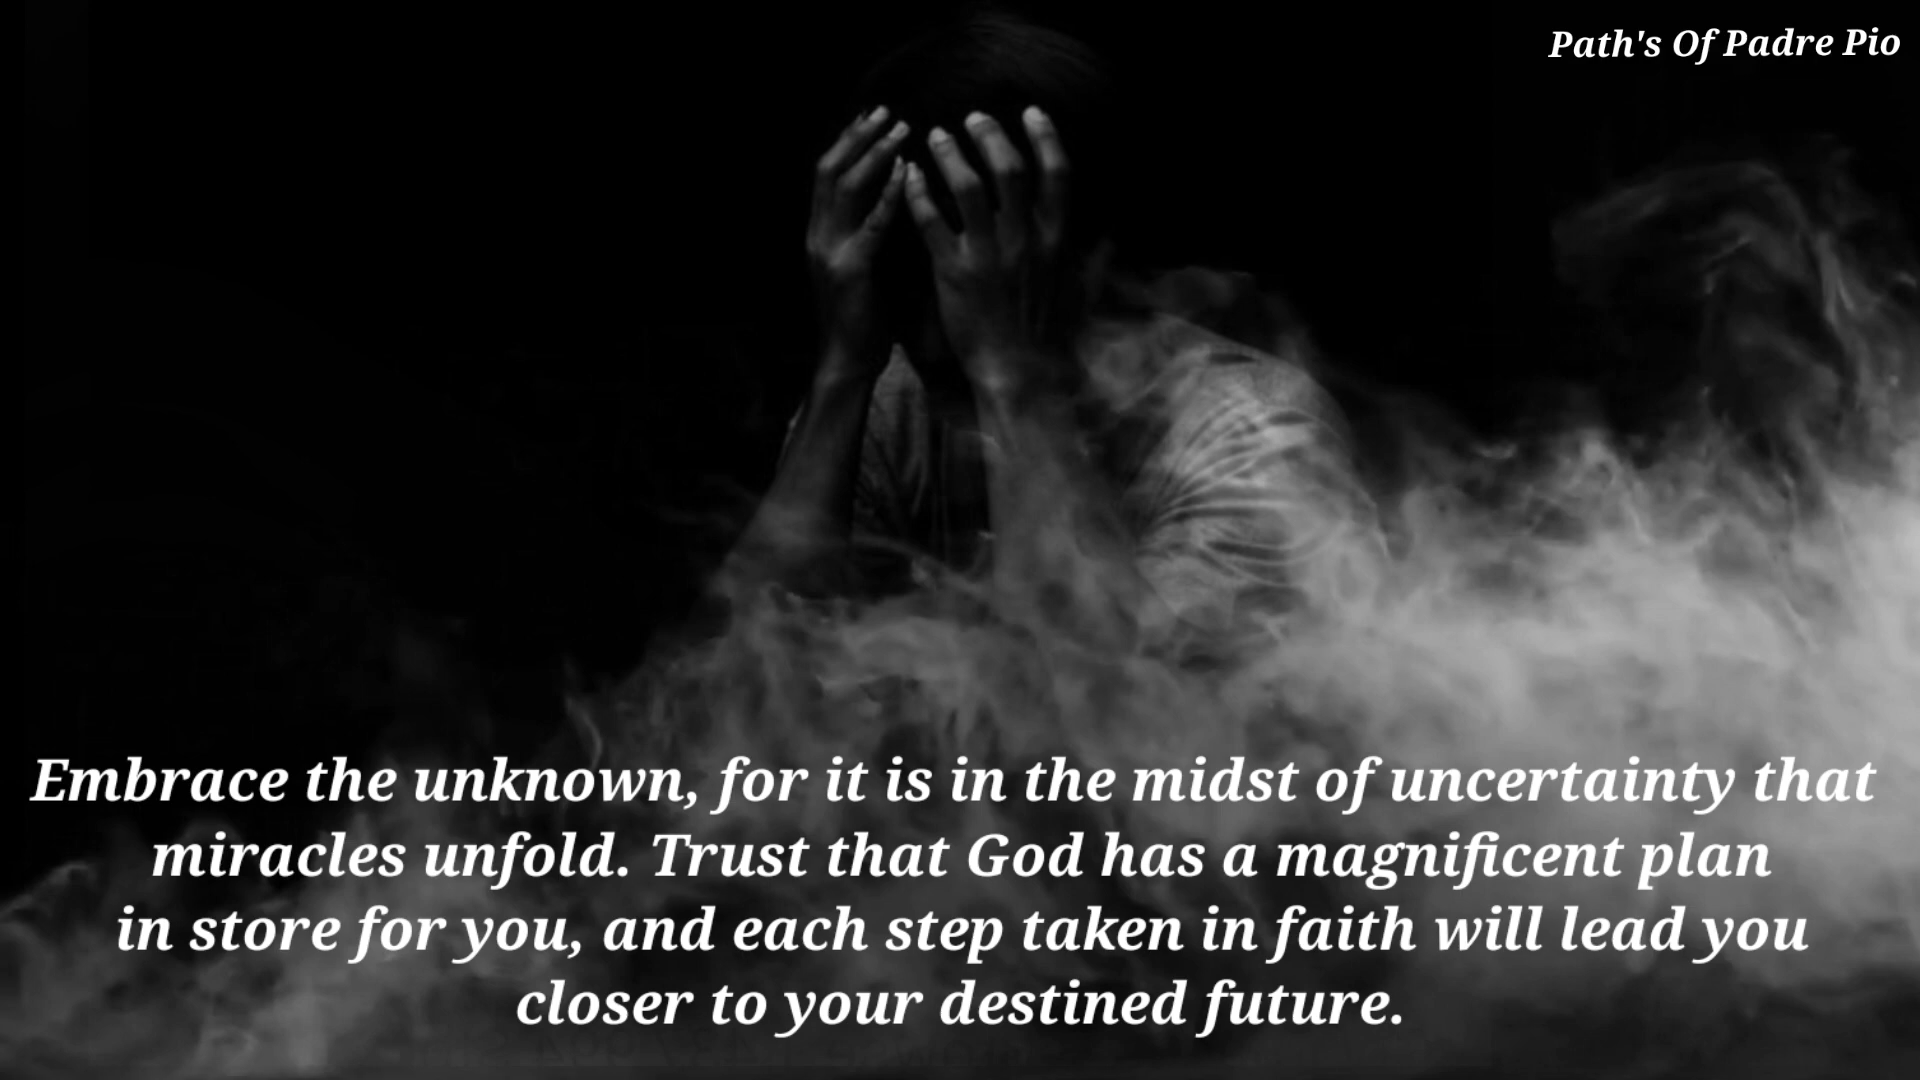 Path's Of Padre Pio
Embrace the unknown, for it is in the midst of uncertainty that
miracles unfold. Trust that God has a magnificent plan
in store for you, and each step taken in faith will lead you
closer to your destined future.